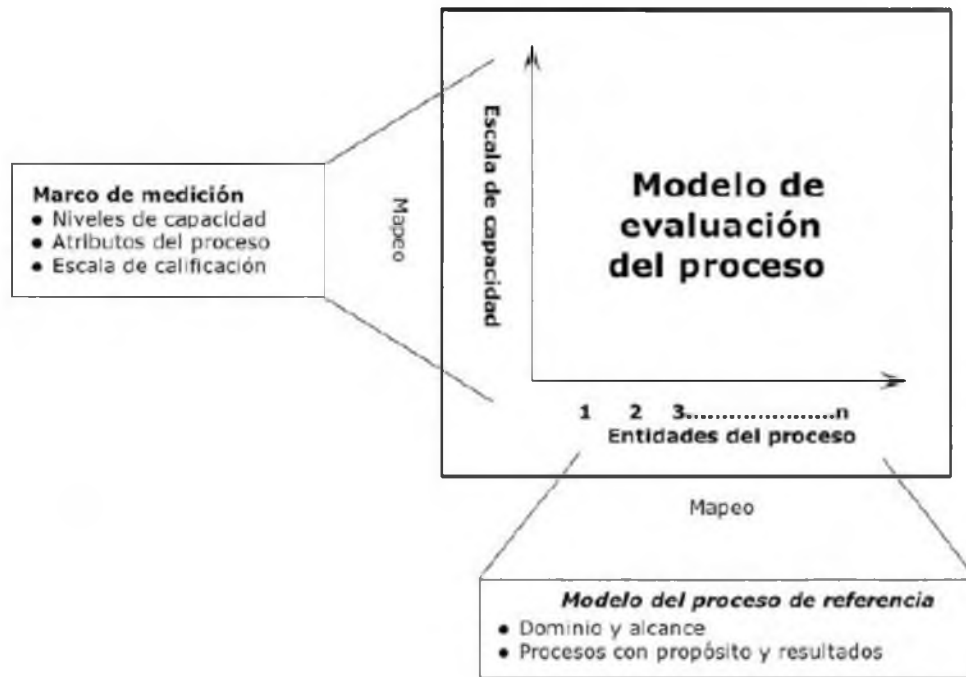 Marco de medición
● Niveles de capacidad
● Atributos del proceso
● Escala de calificación
Mapeo
Escala de capacidad
Modelo de
evaluación
del proceso
1 2 3.....................n
Entidades del proceso
Mapeo
Modelo del proceso de referencia
● Dominio y alcance
● Procesos con propósito y resultados